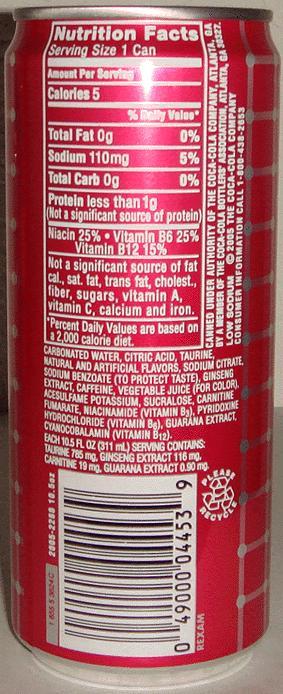 Nutrition Facts
Serving Size 1 Can
Amount Per Serving
Calories 5
% Daily Value*
Total Fat 0g 0%
Sodium 110mg 5%
Total Carb 0g 0%
Protein less than 1g
(Not a significant source of protein)
Niacin 25% • Vitamin B6 25%
Vitamin B12 15%
Not a significant source of fat
cal., sat. fat, trans fat, cholest.,
fiber, sugars, vitamin A,
vitamin C, calcium and iron.
*Percent Daily Values are based on
a 2,000 calorie diet.
CARBONATED WATER, CITRIC ACID, TAURINE,
NATURAL AND ARTIFICIAL FLAVORS, SODIUM CITRATE,
SODIUM BENZOATE (TO PROTECT TASTE), GINSENG
EXTRACT, CAFFEINE, VEGETABLE JUICE (FOR COLOR),
ACESULFAME POTASSIUM, SUCRALOSE, CARNITINE
FUMARATE, NIACINAMIDE (VITAMIN B3), PYRIDOXINE
HYDROCHLORIDE (VITAMIN B6), GUARANA EXTRACT,
CYANOCOBALAMIN (VITAMIN B12).
EACH 10.5 FL OZ (311 mL) SERVING CONTAINS:
TAURINE 785 mg, GINSENG EXTRACT 116 mg,
CARNITINE 19 mg, GUARANA EXTRACT 0.90 mg.
CANNED UNDER AUTHORITY OF THE COCA-COLA COMPANY, ATLANTA, GA
BY A MEMBER OF THE COCA-COLA BOTTLERS' ASSOCIATION, ATLANTA, GA 30327.
LOW SODIUM © 2005 THE COCA-COLA COMPANY
CONSUMER INFORMATION CALL 1-800-438-2653
PLEASE
RECYCLE
2005-2280 10.5oz
0 49000 04453 9
REXAM